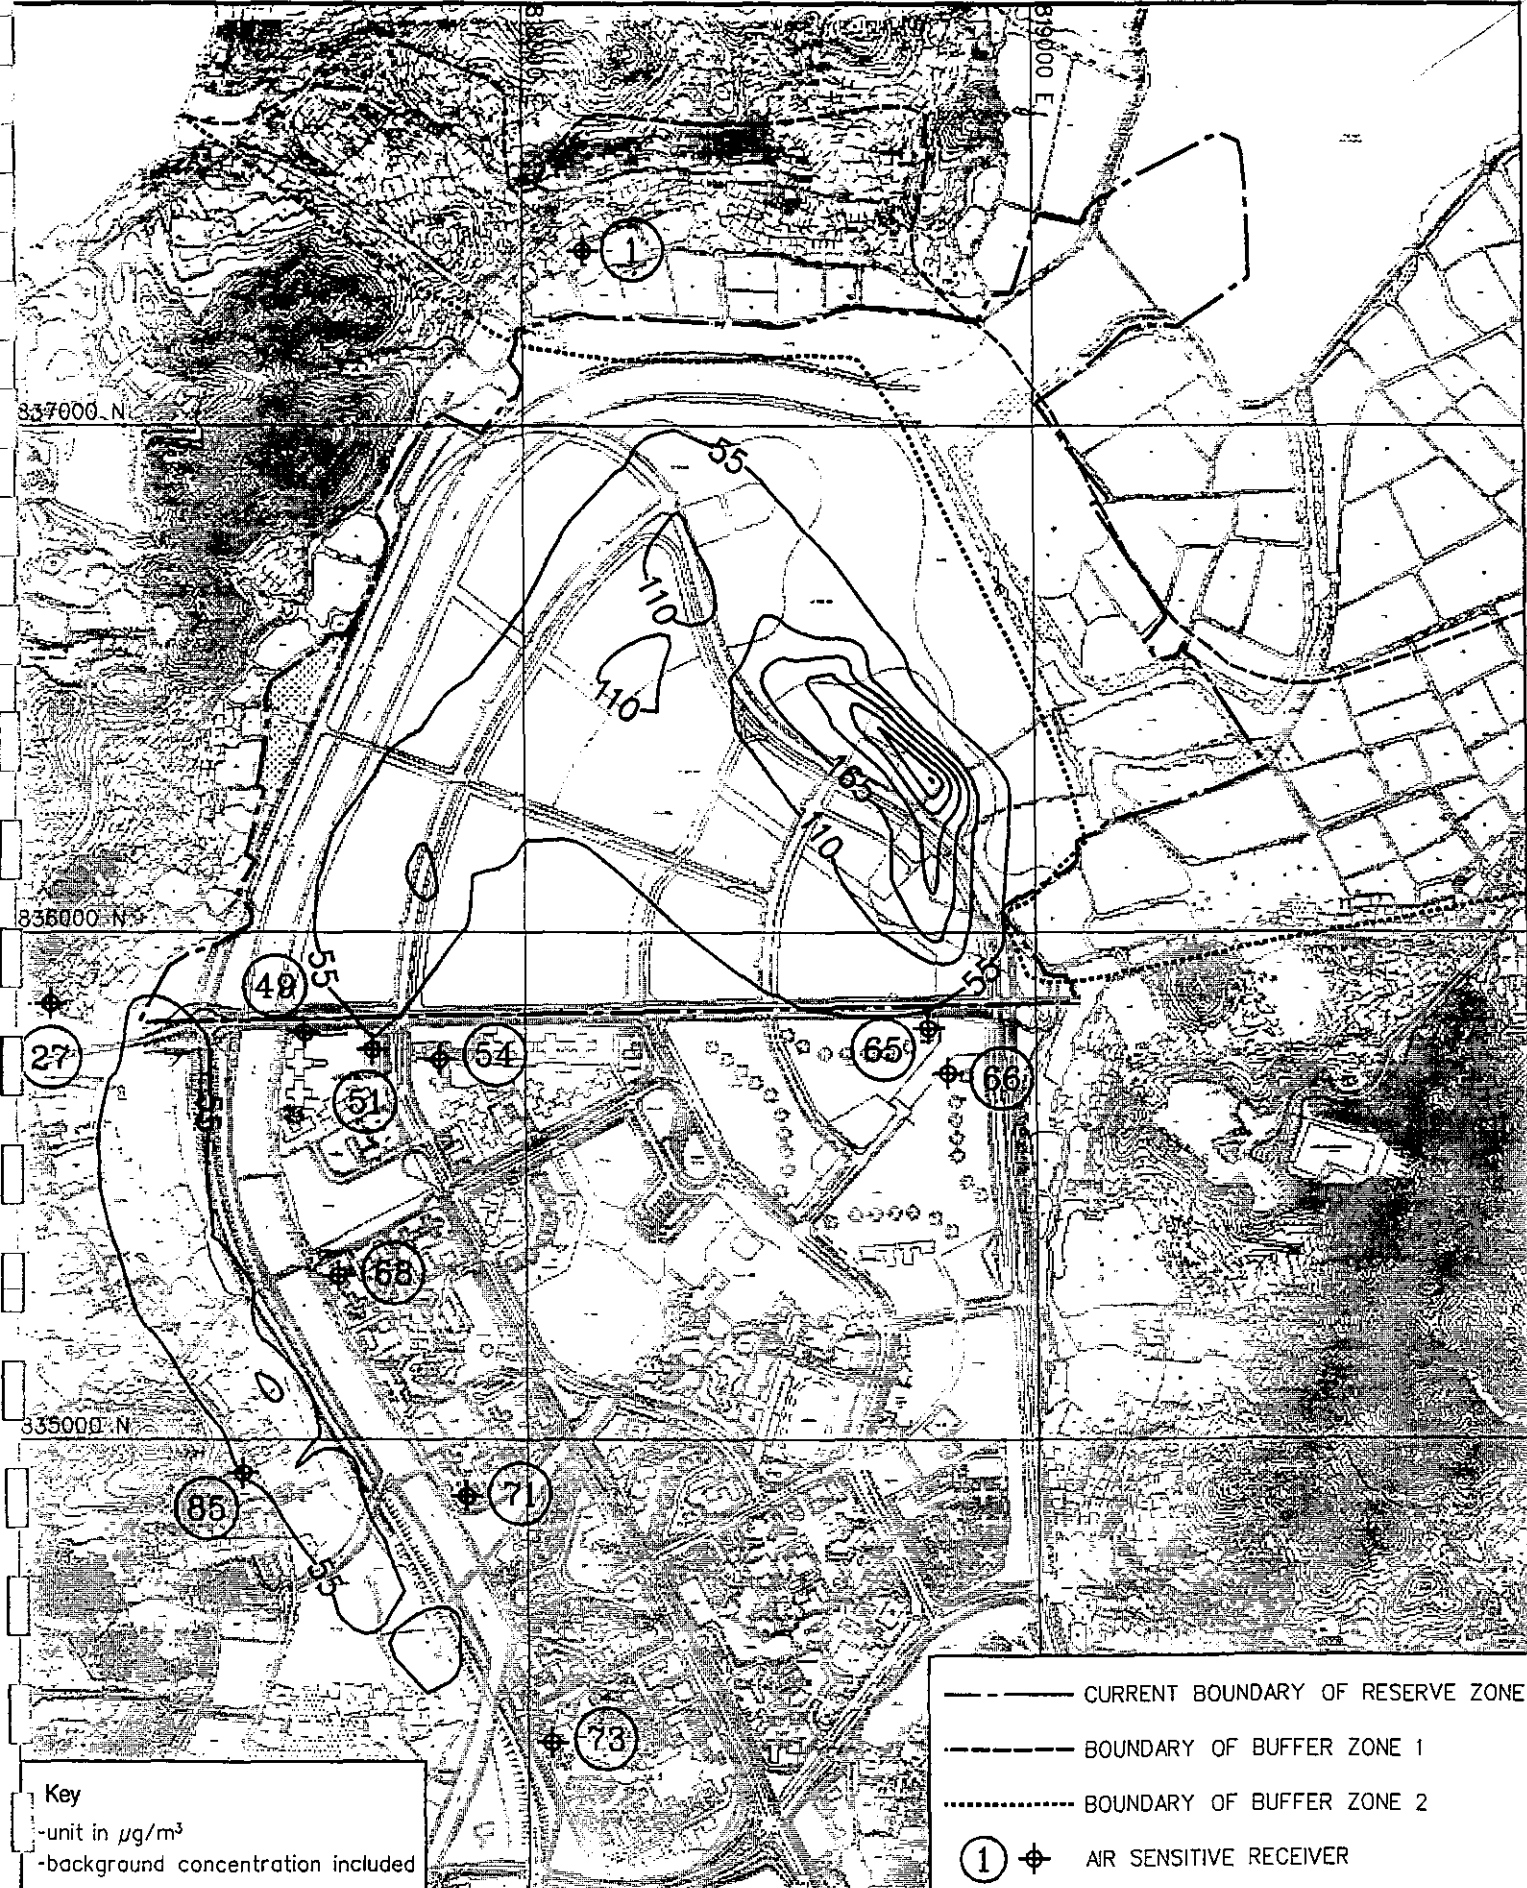 819000 E
1
837000 N
55
110
110
165
110
836000 N
55
55
49
27
54
65
51
66
55
68
835000 N
71
85
55
73
CURRENT BOUNDARY OF RESERVE ZONE
BOUNDARY OF BUFFER ZONE 1
BOUNDARY OF BUFFER ZONE 2
1 AIR SENSITIVE RECEIVER
Key
-unit in μg/m³
-background concentration included